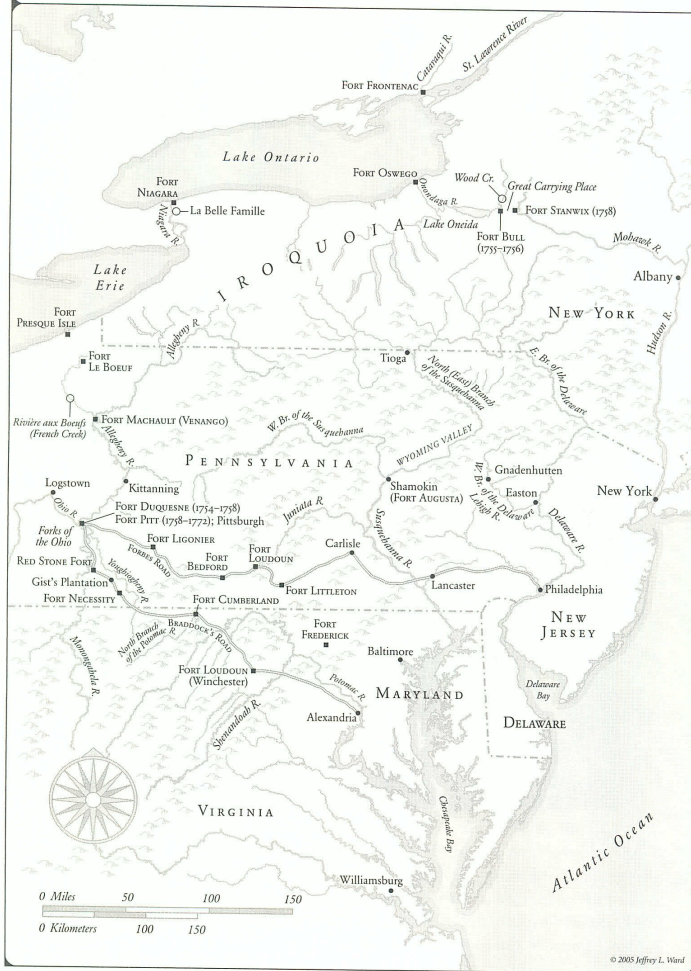 Cataraqui R.
St. Lawrence River
FORT FRONTENAC
Lake Ontario
FORT OSWEGO
Onondaga R.
Wood Cr.
Great Carrying Place
FORT STANWIX (1758)
FORT
NIAGARA
La Belle Famille
Niagara R.
Lake Oneida
FORT BULL
(1755–1756)
Mohawk R.
IROQUOIA
Lake
Erie
Albany
NEW YORK
Hudson R.
FORT
PRESQUE ISLE
Allegheny R.
FORT
LE BOEUF
Tioga
North (East) Branch
of the Susquehanna
E. Br. of the
Delaware
Rivière aux Boeufs
(French Creek)
FORT MACHAULT (VENANGO)
Allegheny R.
W. Br. of the Susquehanna
WYOMING VALLEY
PENNSYLVANIA
Logstown
Kittanning
Shamokin
(FORT AUGUSTA)
Gnadenhutten
W. Br. of the Delaware
Lehigh R.
Easton
New York
Ohio R.
FORT DUQUESNE (1754–1758)
FORT PITT (1758–1772); Pittsburgh
Forks of
the Ohio
Juniata R.
Susquehanna R.
Delaware R.
FORT LIGONIER
FORBES ROAD
Carlisle
RED STONE FORT
FORT
BEDFORD
FORT
LOUDOUN
Youghiogheny R.
Gist's Plantation
FORT LITTLETON
Lancaster
Philadelphia
FORT NECESSITY
FORT CUMBERLAND
NEW
JERSEY
BRADDOCK'S ROAD
North Branch
of the Potomac R.
FORT
FREDERICK
Baltimore
Monongahela R.
FORT LOUDOUN
(Winchester)
Potomac R.
MARYLAND
Delaware
Bay
Alexandria
DELAWARE
Shenandoah R.
VIRGINIA
Chesapeake Bay
Atlantic Ocean
Williamsburg
0 Miles 50 100 150
0 Kilometers 100 150
© 2005 Jeffrey L. Ward